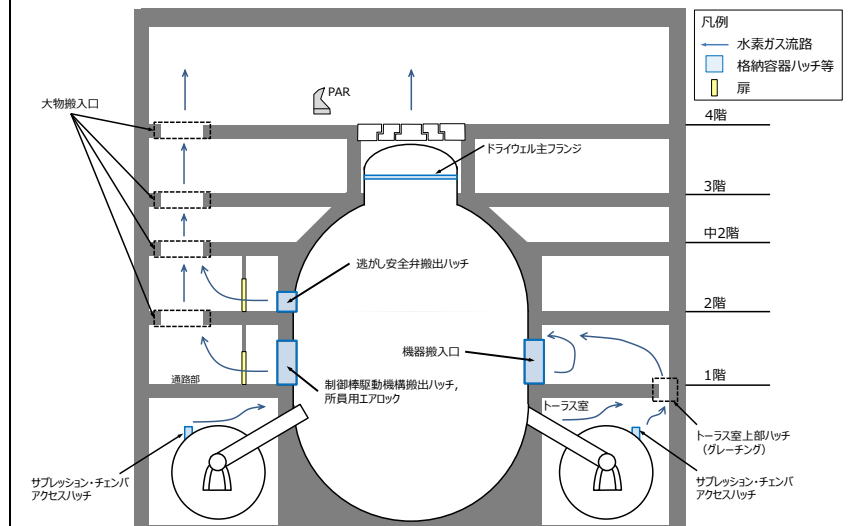 凡例
水素ガス流路
格納容器ハッチ等
扉
PAR
大物搬入口
4階
ドライウェル主フランジ
3階
中2階
逃がし安全弁搬出ハッチ
2階
機器搬入口
通路部
制御棒駆動機構搬出ハッチ,
所員用エアロック
1階
トーラス室
トーラス室上部ハッチ
(グレーチング)
サプレッション・チェンバ
アクセスハッチ
サプレッション・チェンバ
アクセスハッチ